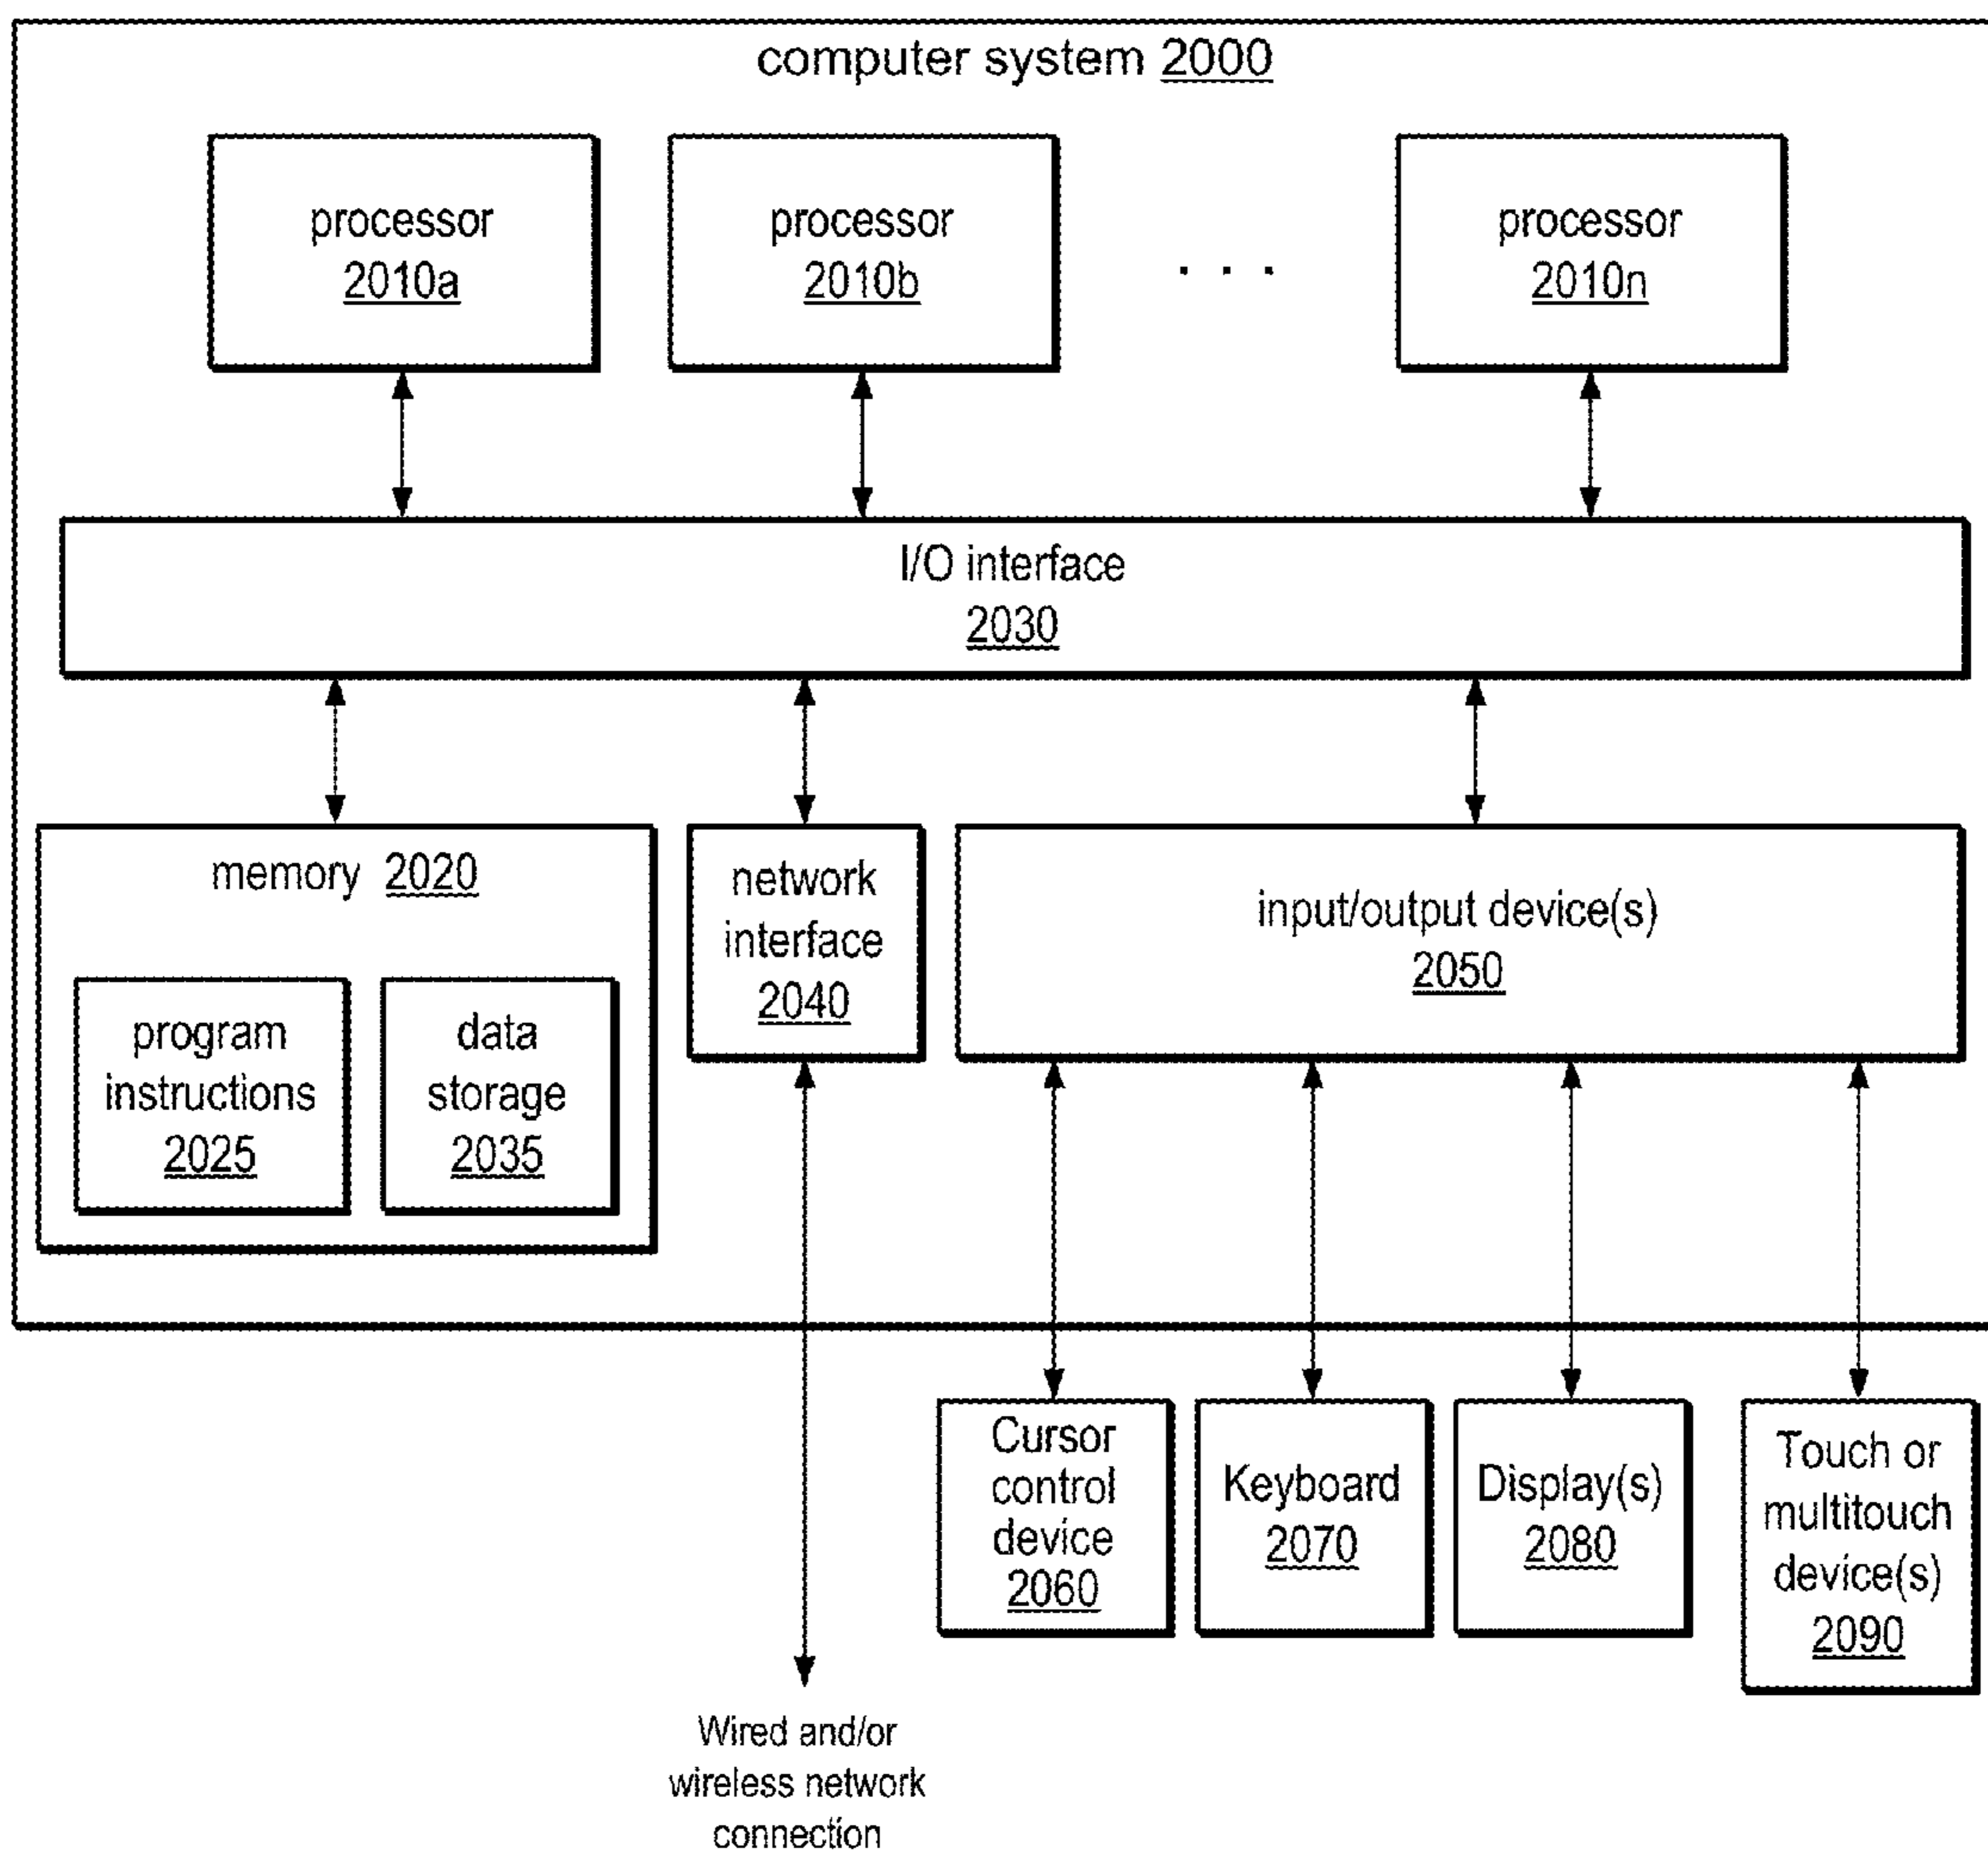 computer system 2000
processor
2010a
processor
2010b
. . .
processor
2010n
I/O interface
2030
memory 2020
program
instructions
2025
data
storage
2035
network
interface
2040
input/output device(s)
2050
Cursor
control
device
2060
Keyboard
2070
Display(s)
2080
Touch or
multitouch
device(s)
2090
Wired and/or
wireless network
connection